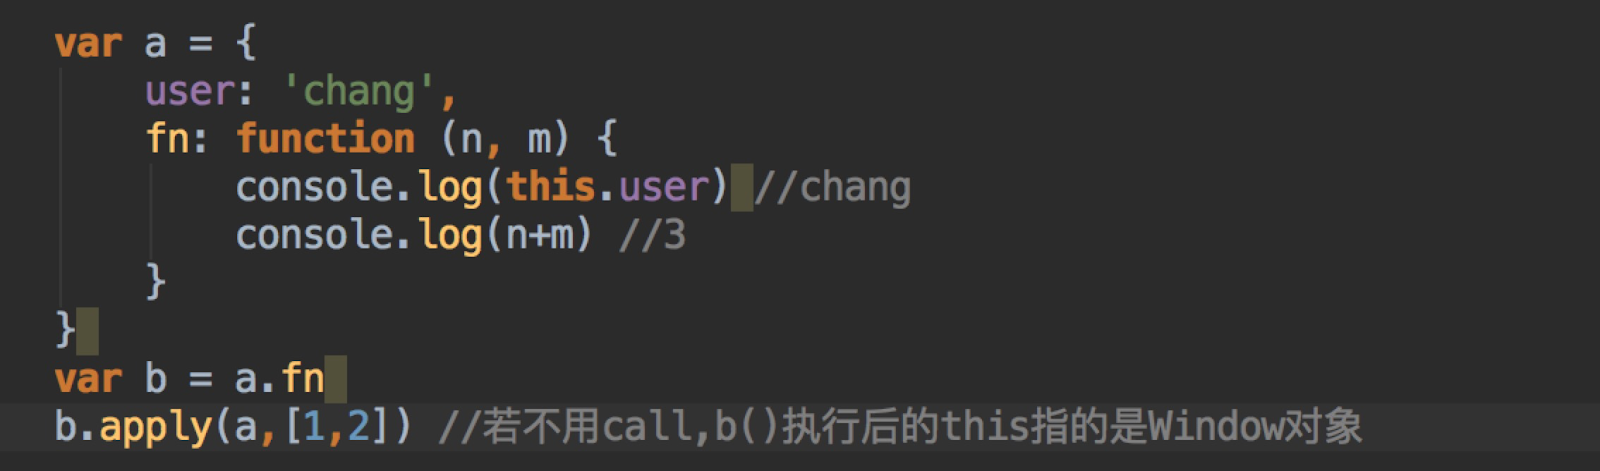 var a = {
    user: 'chang',
    fn: function (n, m) {
        console.log(this.user) //chang
        console.log(n+m) //3
    }
}
var b = a.fn
b.apply(a,[1,2]) //若不用call,b()执行后的this指的是Window对象